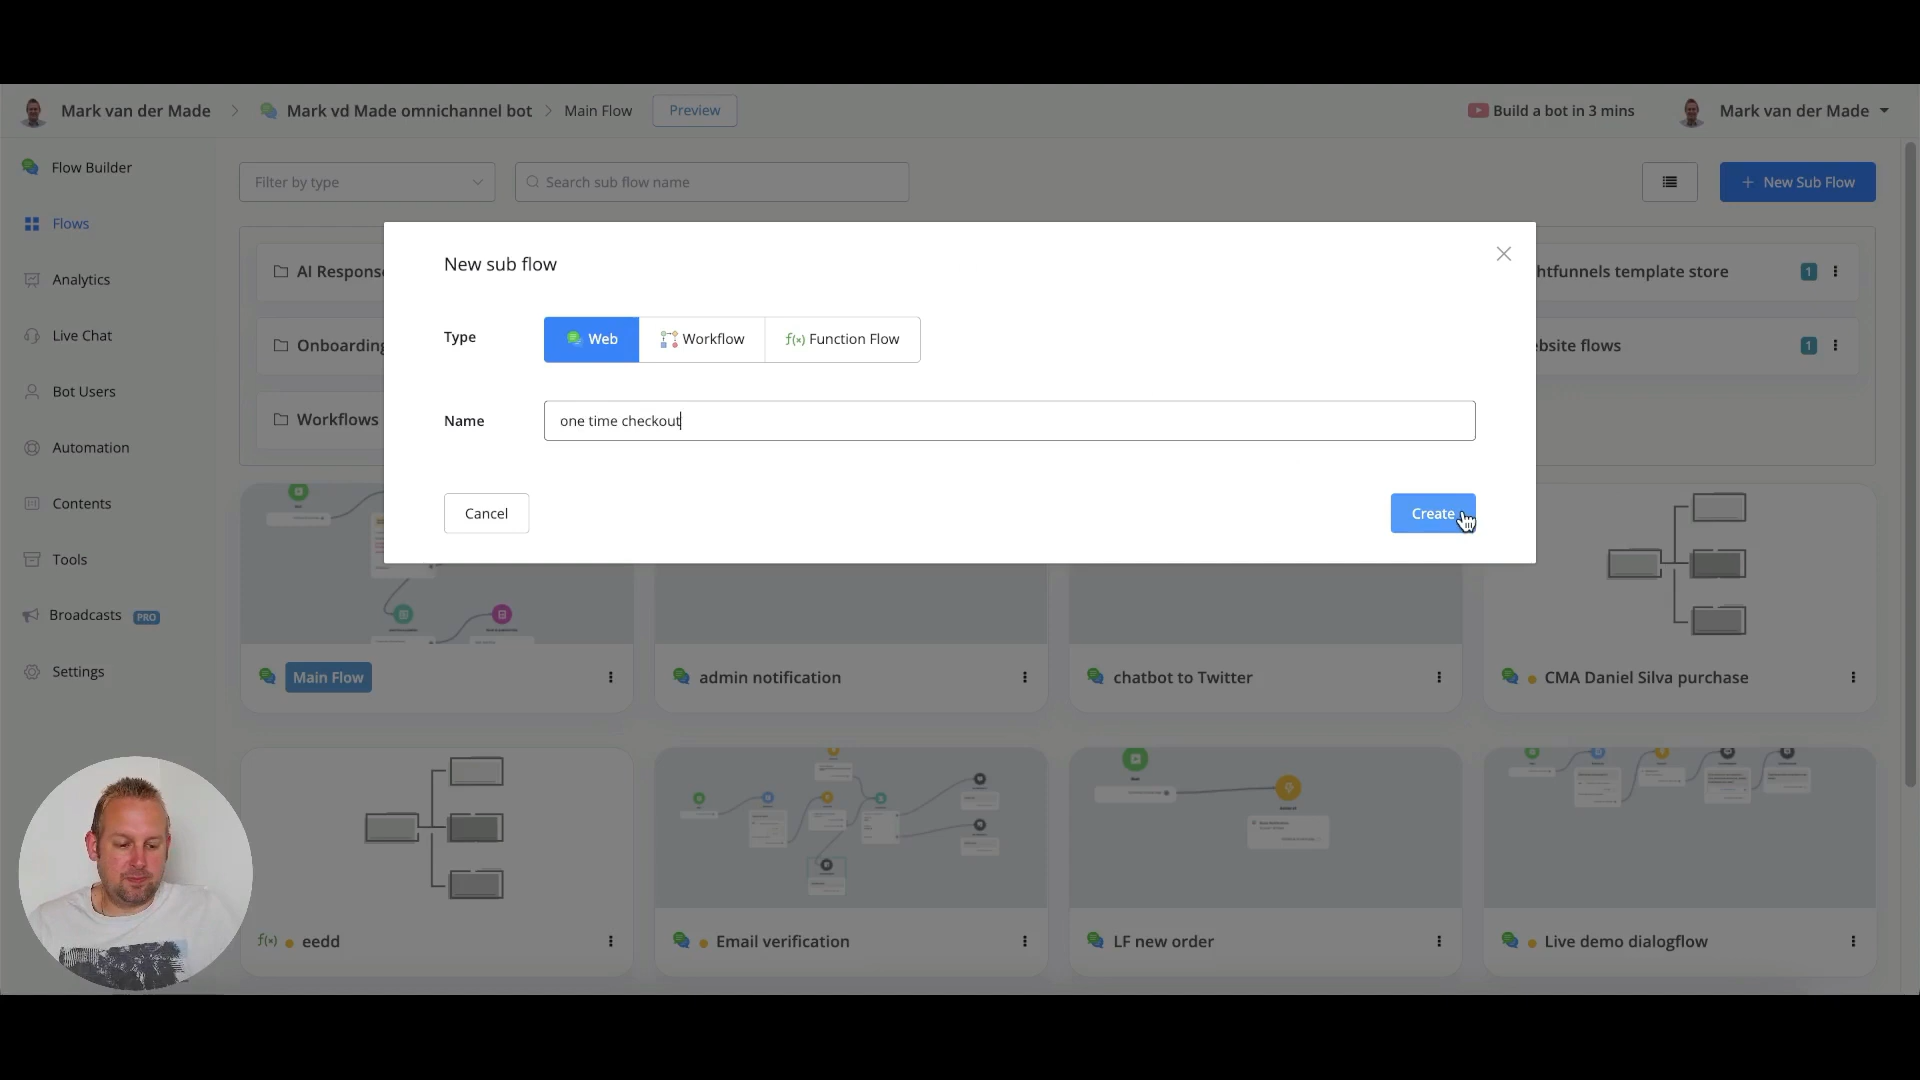 Mark van der Made > Mark vd Made omnichannel bot > Main Flow Preview Build a bot in 3 mins Mark van der Made
Flow Builder
Filter by type Search sub flow name New Sub Flow
Flows
New sub flow
AI Response htfunnels template store 1
Analytics
Type Web Workflow f(x) Function Flow
Live Chat
Onboarding bsite flows 1
Bot Users
Name one time checkout
Workflows
Automation
Contents
Cancel Create
Tools
Broadcasts PRO
Settings
Main Flow admin notification chatbot to Twitter CMA Daniel Silva purchase
f(x) eedd Email verification LF new order Live demo dialogflow